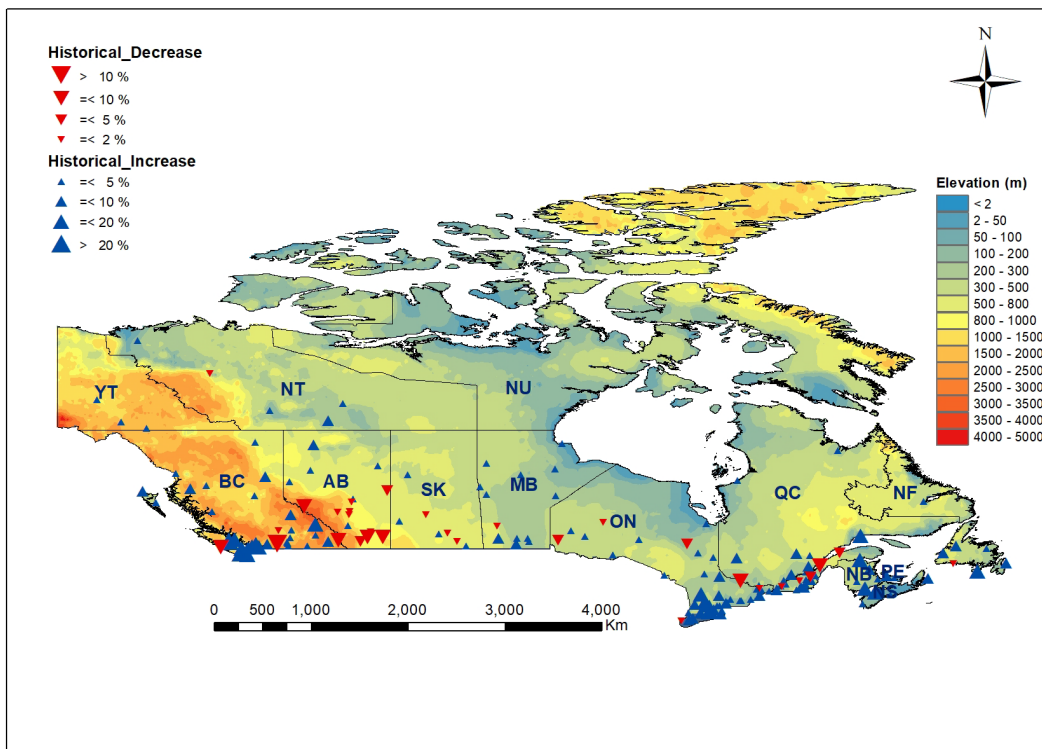 N
Historical_Decrease
> 10 %
=< 10 %
=< 5 %
=< 2 %
Historical_Increase
=< 5 %
=< 10 %
=< 20 %
> 20 %
Elevation (m)
< 2
2 - 50
50 - 100
100 - 200
200 - 300
300 - 500
500 - 800
800 - 1000
1000 - 1500
1500 - 2000
2000 - 2500
2500 - 3000
3000 - 3500
3500 - 4000
4000 - 5000
YT NT NU
BC AB SK MB ON QC NF
NB PE
NS
0 500 1,000 2,000 3,000 4,000
Km